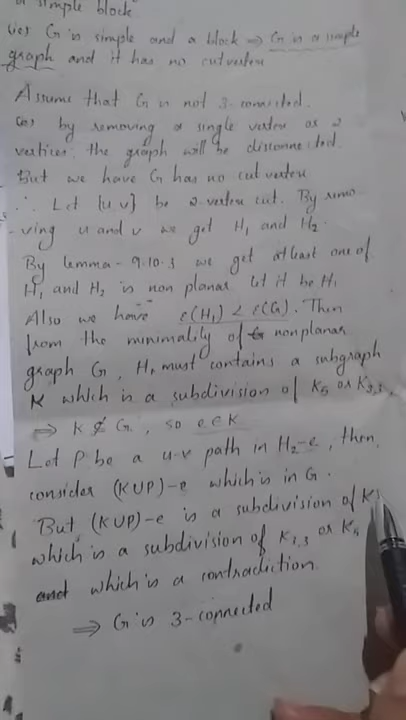 simple block
G is simple and a block ⇒ G is a simple
graph and it has no cutvertex
Assume that G is not 3-connected.
(ie) by removing a single vertex or 2
vertices, the graph will be disconnected
But we have G has no cut vertex
∴ Let {u, v} be 2-vertex cut. By remo
-ving u and v we get H₁ and H₂.
By lemma - 9.10.3 we get atleast one of
H₁ and H₂ is non planar. Let it be H₁
Also we have ε(H₁) < ε(G). Then
from the minimality of nonplanar
graph G, H₁ must contains a subgraph
K which is a subdivision of K₅ or K₃,₃,
⇒ K ⊄ G, so e ∈ K
Let P be a u-v path in H₂-e, then,
consider (K∪P)-e which is in G.
But (K∪P)-e is a subdivision of K
which is a subdivision of K₃,₃ or K₅
and which is a contradiction.
⇒ G is 3-connected